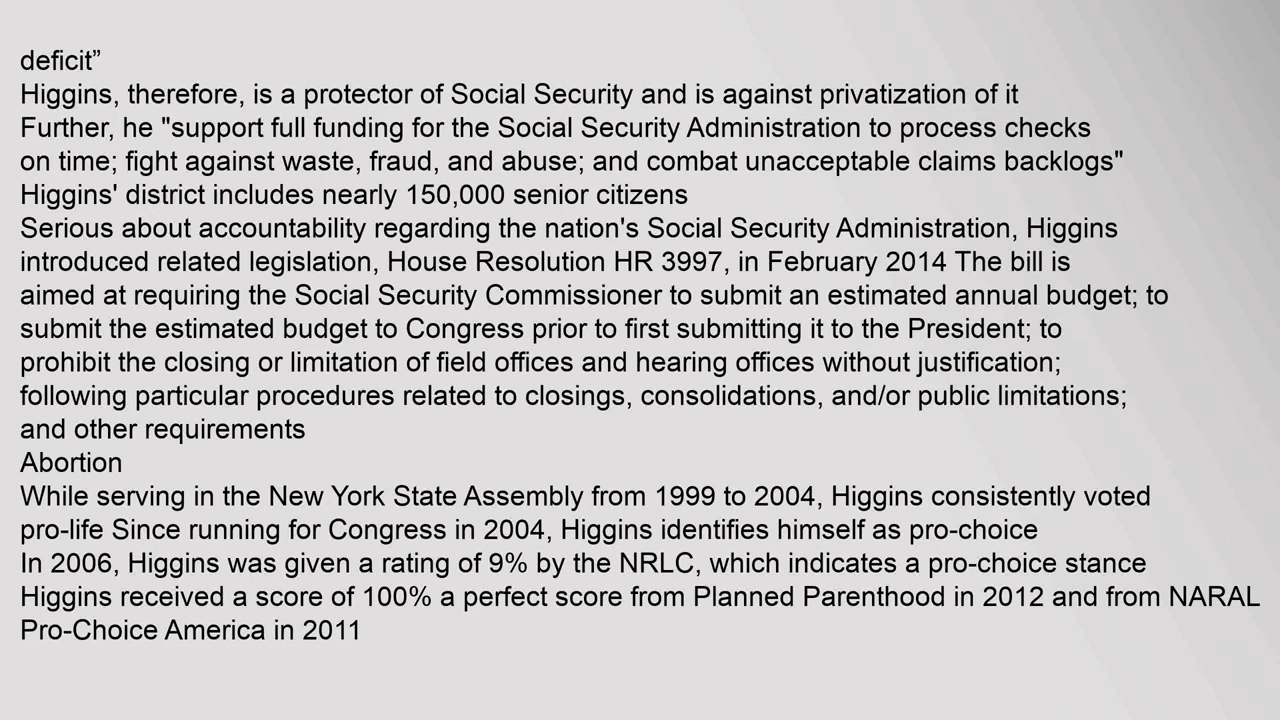 deficit”
Higgins, therefore, is a protector of Social Security and is against privatization of it
Further, he "support full funding for the Social Security Administration to process checks
on time; fight against waste, fraud, and abuse; and combat unacceptable claims backlogs"
Higgins' district includes nearly 150,000 senior citizens
Serious about accountability regarding the nation's Social Security Administration, Higgins
introduced related legislation, House Resolution HR 3997, in February 2014 The bill is
aimed at requiring the Social Security Commissioner to submit an estimated annual budget; to
submit the estimated budget to Congress prior to first submitting it to the President; to
prohibit the closing or limitation of field offices and hearing offices without justification;
following particular procedures related to closings, consolidations, and/or public limitations;
and other requirements
Abortion
While serving in the New York State Assembly from 1999 to 2004, Higgins consistently voted
pro-life Since running for Congress in 2004, Higgins identifies himself as pro-choice
In 2006, Higgins was given a rating of 9% by the NRLC, which indicates a pro-choice stance
Higgins received a score of 100% a perfect score from Planned Parenthood in 2012 and from NARAL
Pro-Choice America in 2011